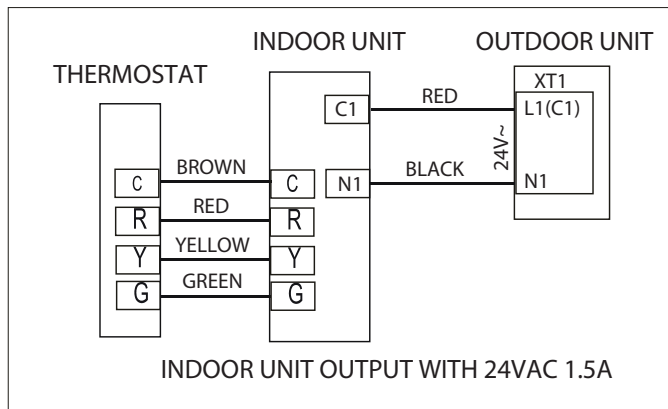 INDOOR UNIT
OUTDOOR UNIT
THERMOSTAT
XT1
C1
RED
L1(C1)
24V~
BROWN
C
C
N1
BLACK
N1
RED
R
R
YELLOW
Y
Y
GREEN
G
G
INDOOR UNIT OUTPUT WITH 24VAC 1.5A